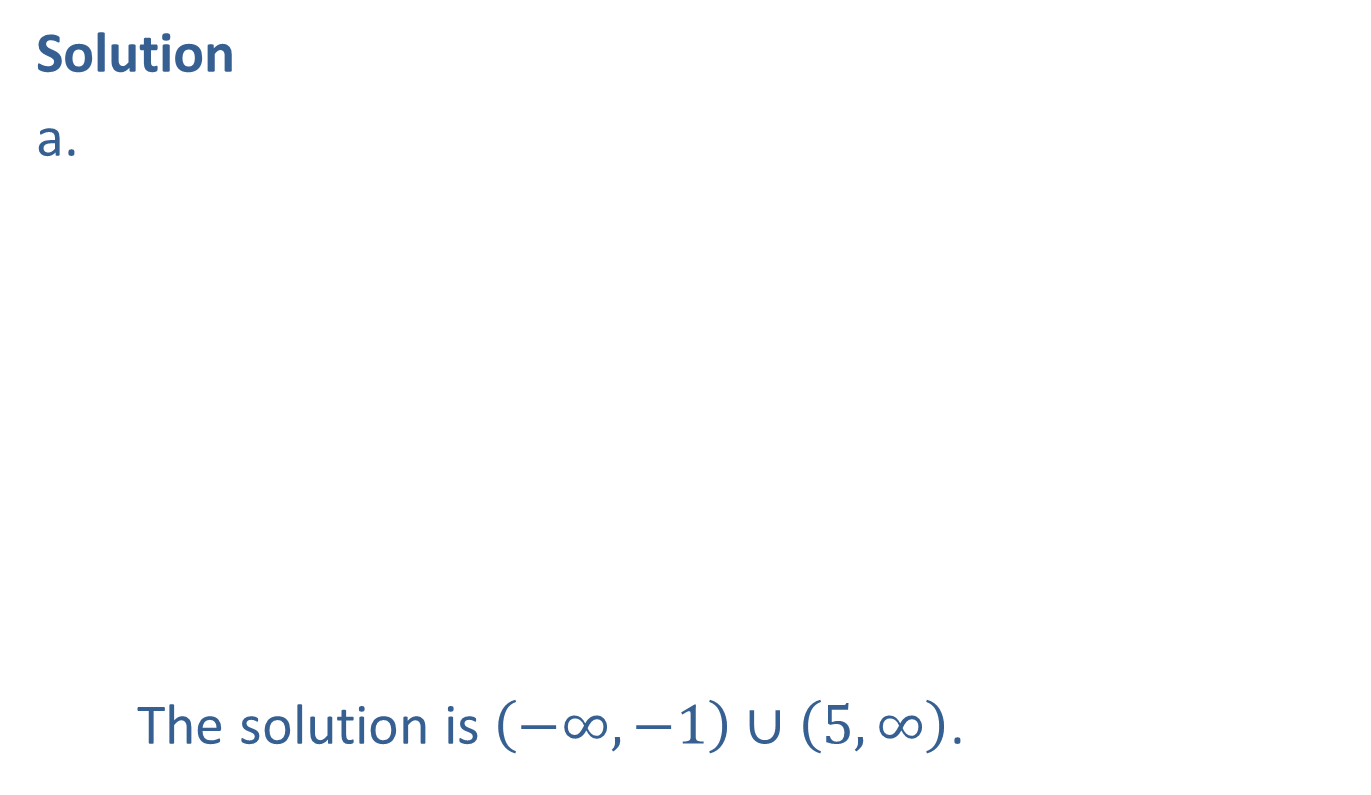 Solution
a.
The solution is (−∞, −1) ∪ (5, ∞).